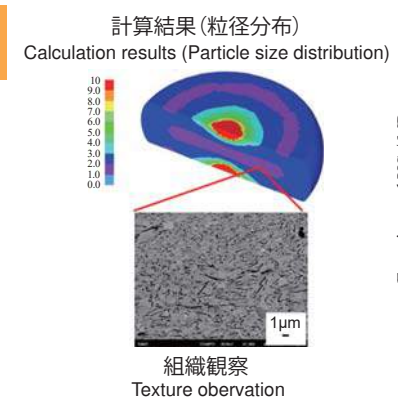 計算結果（粒径分布）
Calculation results (Particle size distribution)
10
9.0
8.0
7.0
6.0
5.0
4.0
3.0
2.0
1.0
0.0
1μm
組織観察
Texture obervation